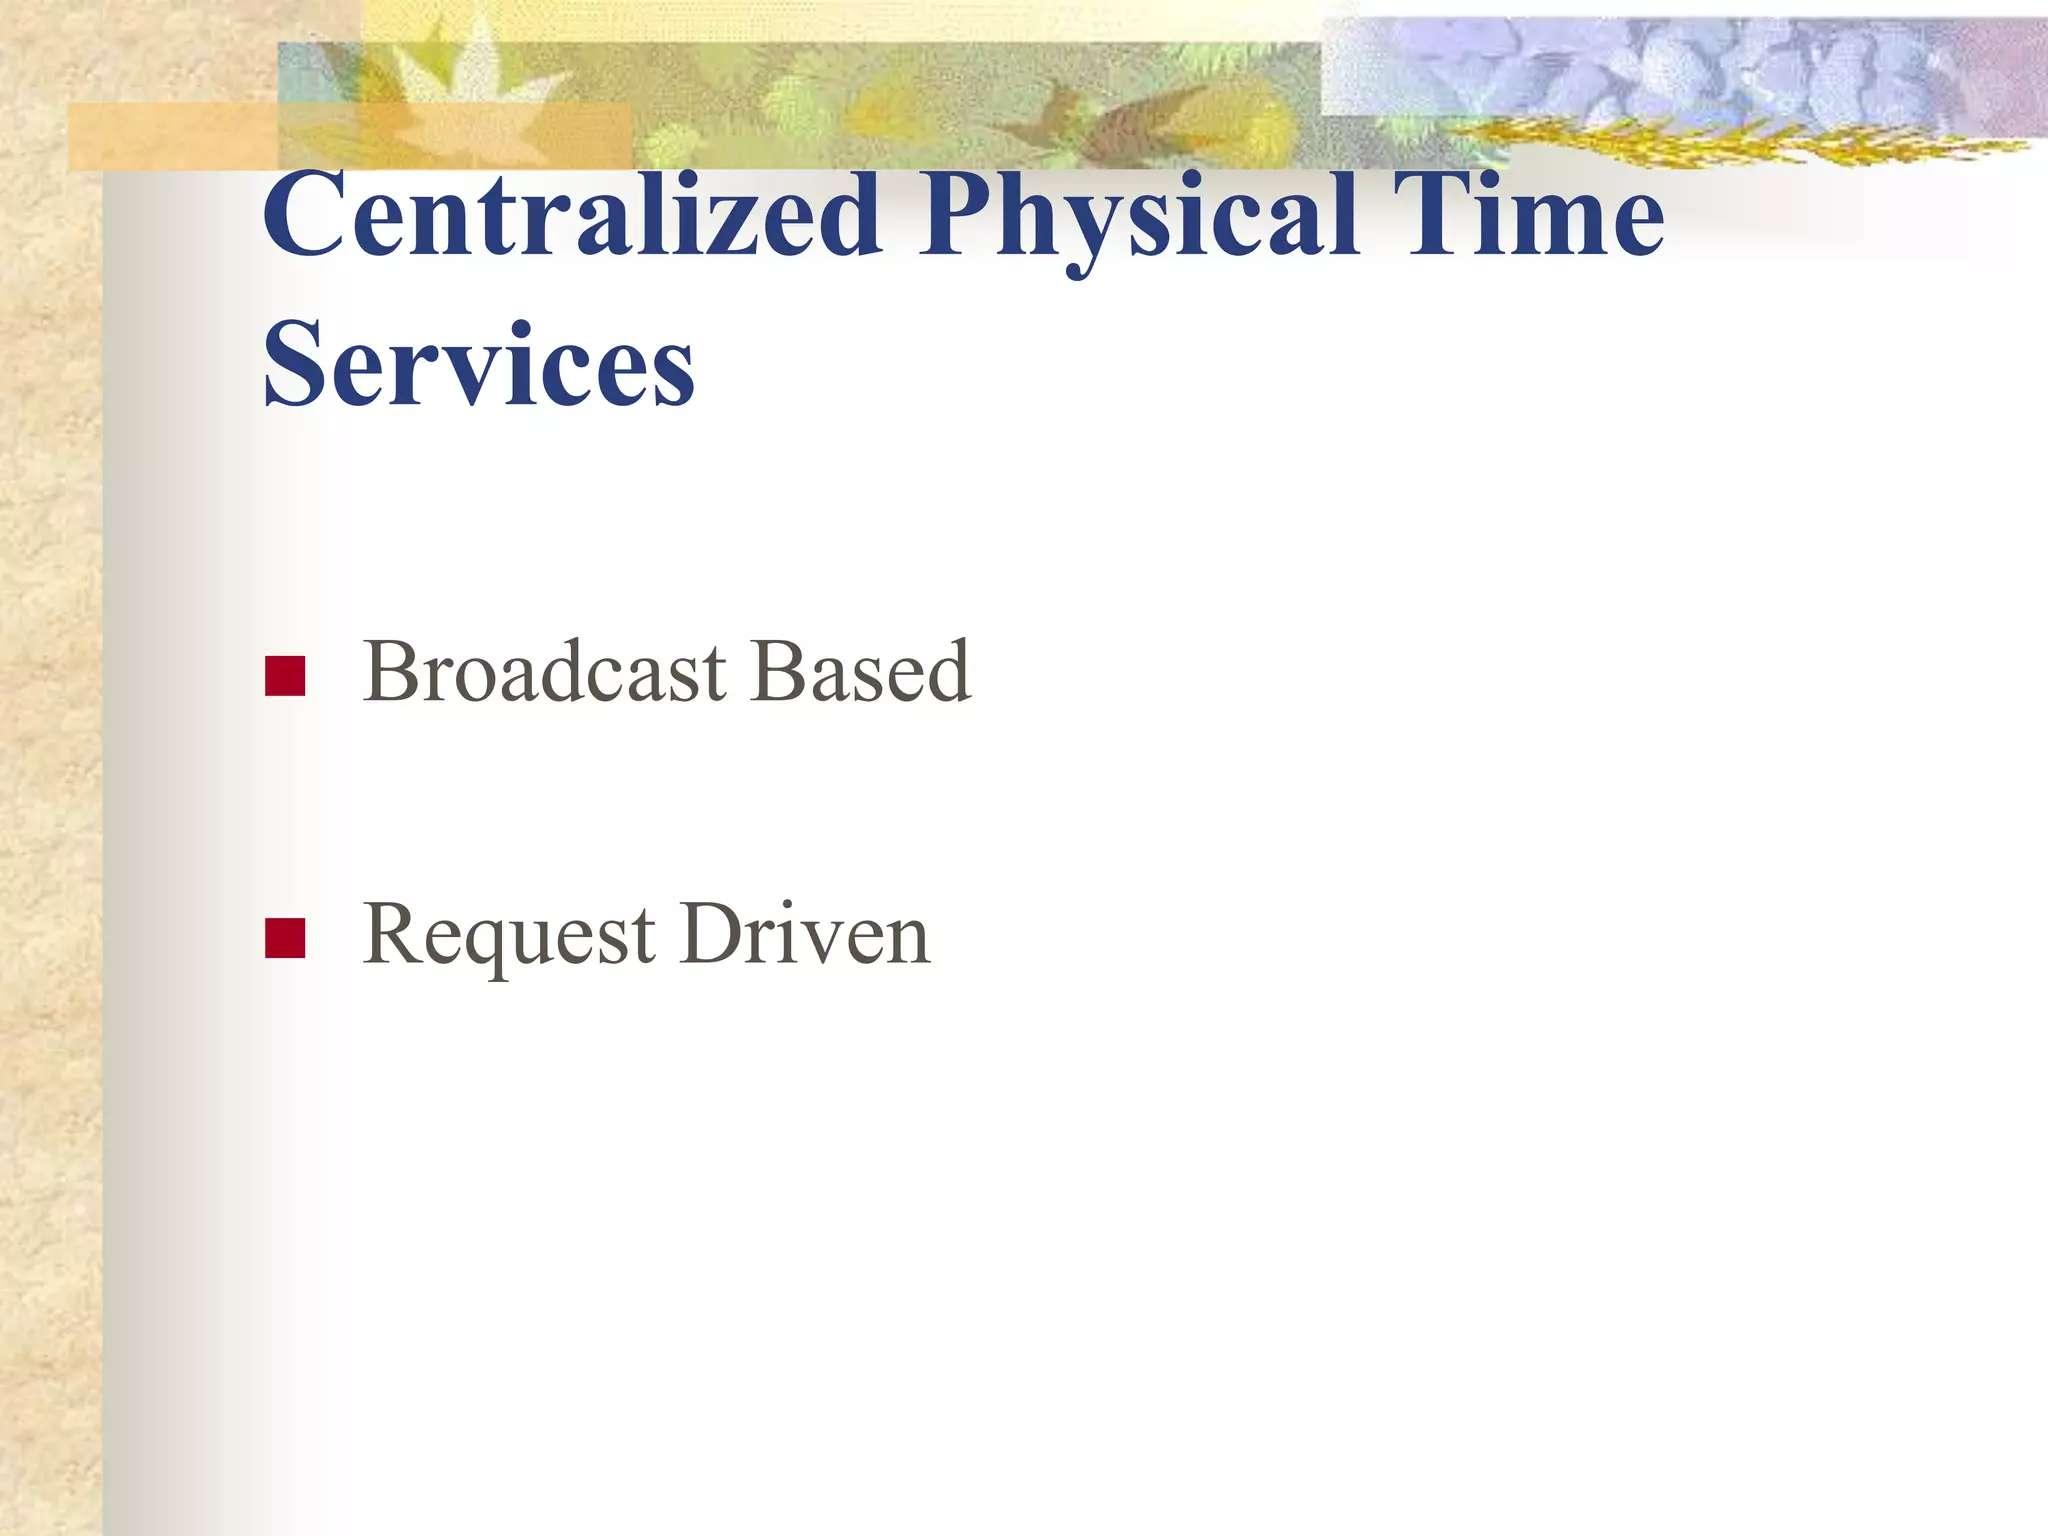 Centralized Physical Time
Services
Broadcast Based
Request Driven